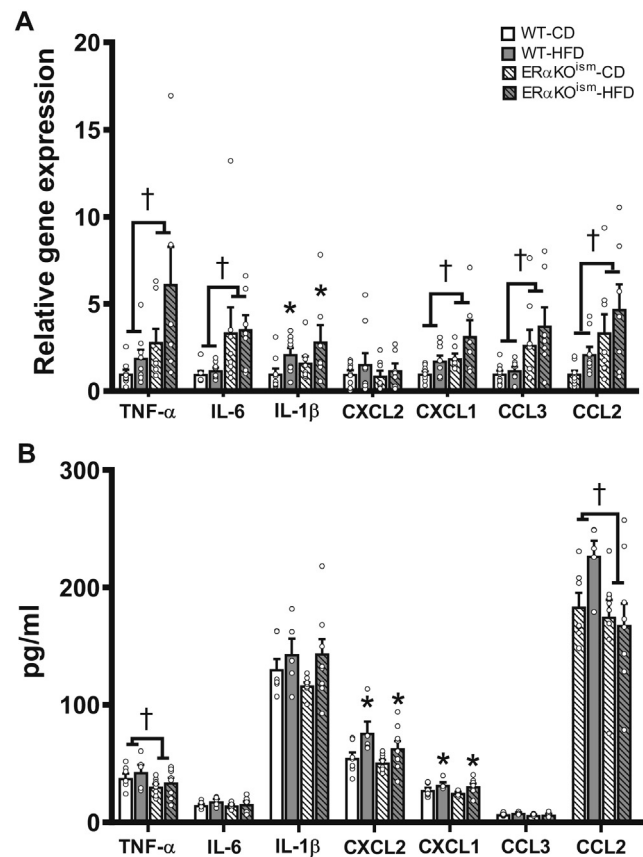 A
WT-CD
WT-HFD
ERαKOism-CD
ERαKOism-HFD
Relative gene expression
20
15
10
5
0
†
†
*
*
†
†
†
TNF-α IL-6 IL-1β CXCL2 CXCL1 CCL3 CCL2
B
pg/ml
300
200
100
0
†
*
*
*
*
†
TNF-α IL-6 IL-1β CXCL2 CXCL1 CCL3 CCL2